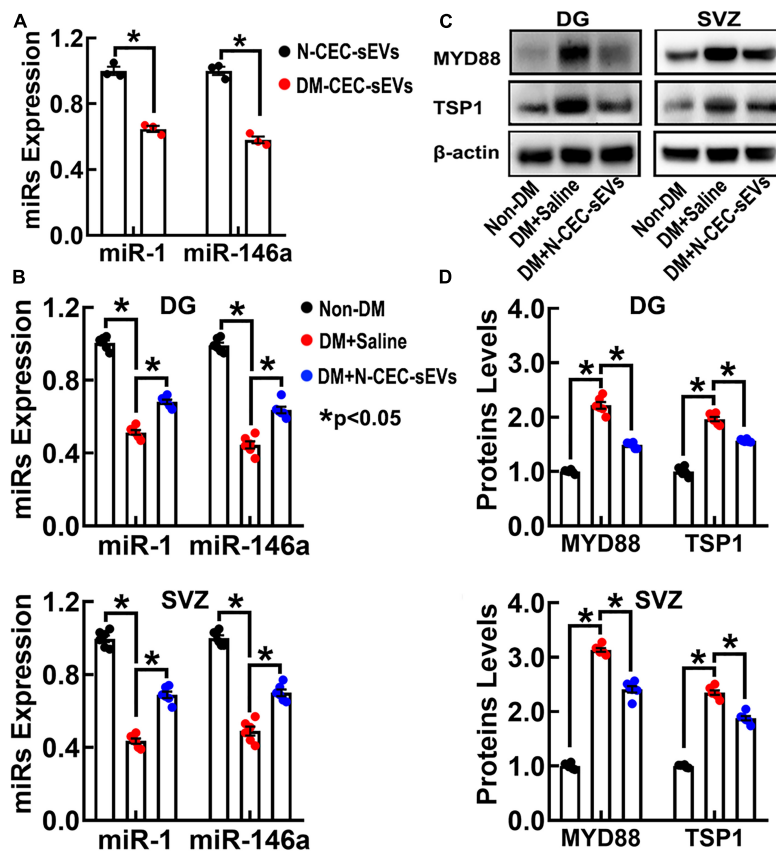 A
miRs Expression
1.2
0.8
0.4
0.0
*
*
miR-1
miR-146a
N-CEC-sEVs
DM-CEC-sEVs
B
DG
miRs Expression
1.2
0.8
0.4
0.0
*
*
*
*
miR-1
miR-146a
Non-DM
DM+Saline
DM+N-CEC-sEVs
*p<0.05
SVZ
miRs Expression
1.2
0.8
0.4
0.0
*
*
*
*
miR-1
miR-146a
C
DG
SVZ
MYD88
TSP1
β-actin
Non-DM
DM+Saline
DM+N-CEC-sEVs
Non-DM
DM+Saline
DM+N-CEC-sEVs
D
DG
Proteins Levels
4.0
3.0
2.0
1.0
0.0
*
*
*
*
MYD88
TSP1
SVZ
Proteins Levels
4.0
3.0
2.0
1.0
0.0
*
*
*
*
MYD88
TSP1